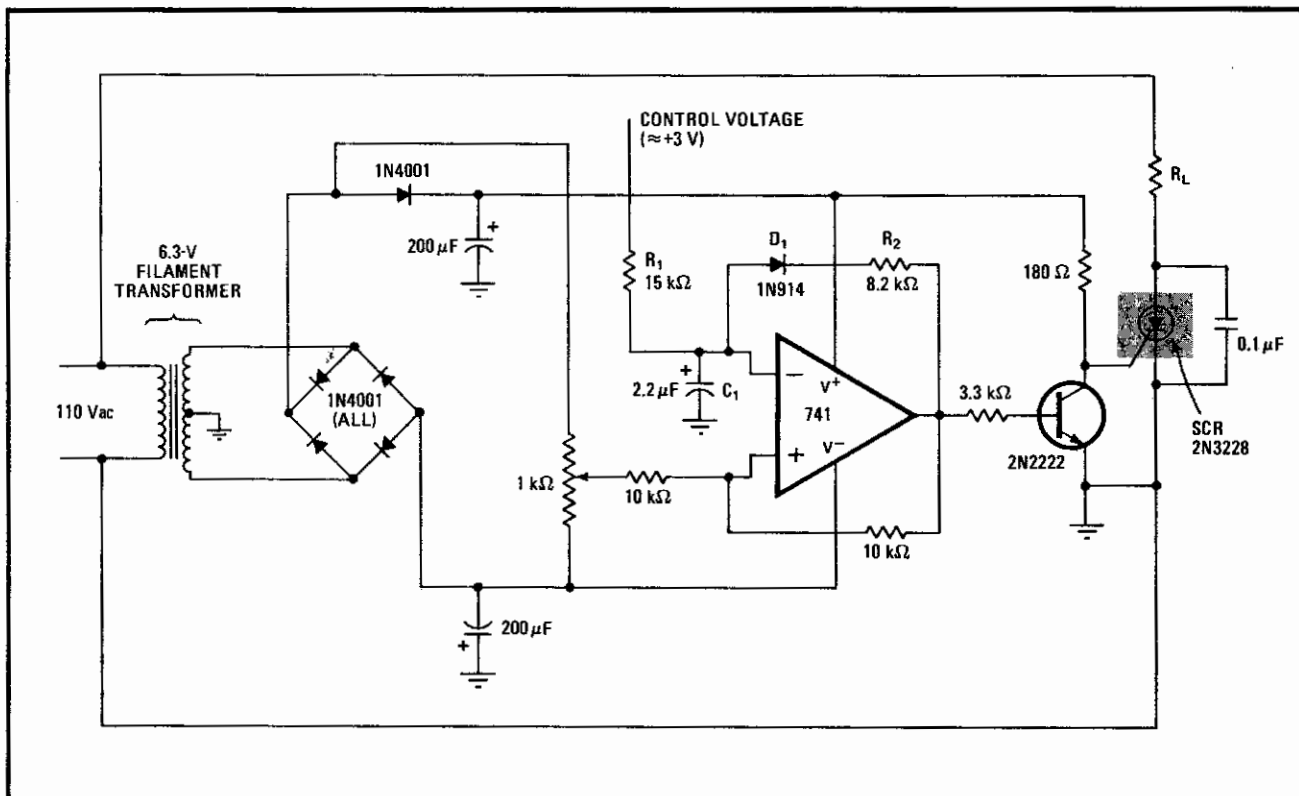 CONTROL VOLTAGE
(≈+3 V)
1N4001
200 μF
+
6.3-V
FILAMENT
TRANSFORMER
R1
15 kΩ
D1
1N914
R2
8.2 kΩ
RL
180 Ω
0.1 μF
SCR
2N3228
110 Vac
1N4001
(ALL)
+
2.2 μF
C1
−
V+
741
V−
+
3.3 kΩ
2N2222
1 kΩ
10 kΩ
10 kΩ
200 μF
+